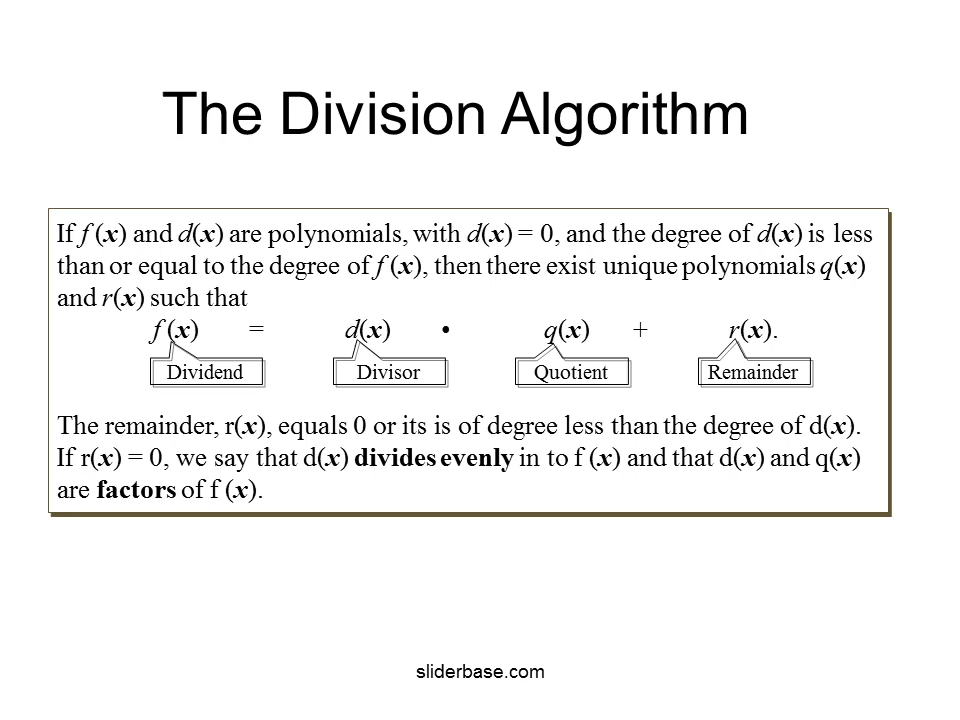 The Division Algorithm
If f (x) and d(x) are polynomials, with d(x) = 0, and the degree of d(x) is less
than or equal to the degree of f (x), then there exist unique polynomials q(x)
and r(x) such that
f (x) = d(x) • q(x) + r(x).
Dividend Divisor Quotient Remainder
The remainder, r(x), equals 0 or its is of degree less than the degree of d(x).
If r(x) = 0, we say that d(x) divides evenly in to f (x) and that d(x) and q(x)
are factors of f (x).
sliderbase.com